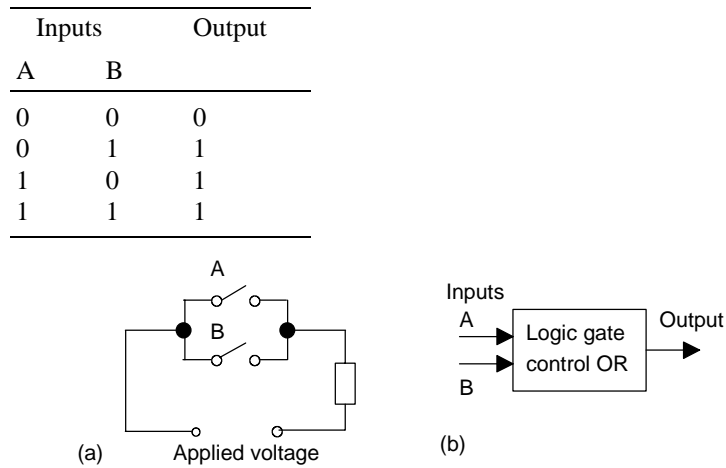 Inputs Output
A B
0 0 0
0 1 1
1 0 1
1 1 1
A
B
(a) Applied voltage
Inputs
A
B
Logic gate
control OR
Output
(b)